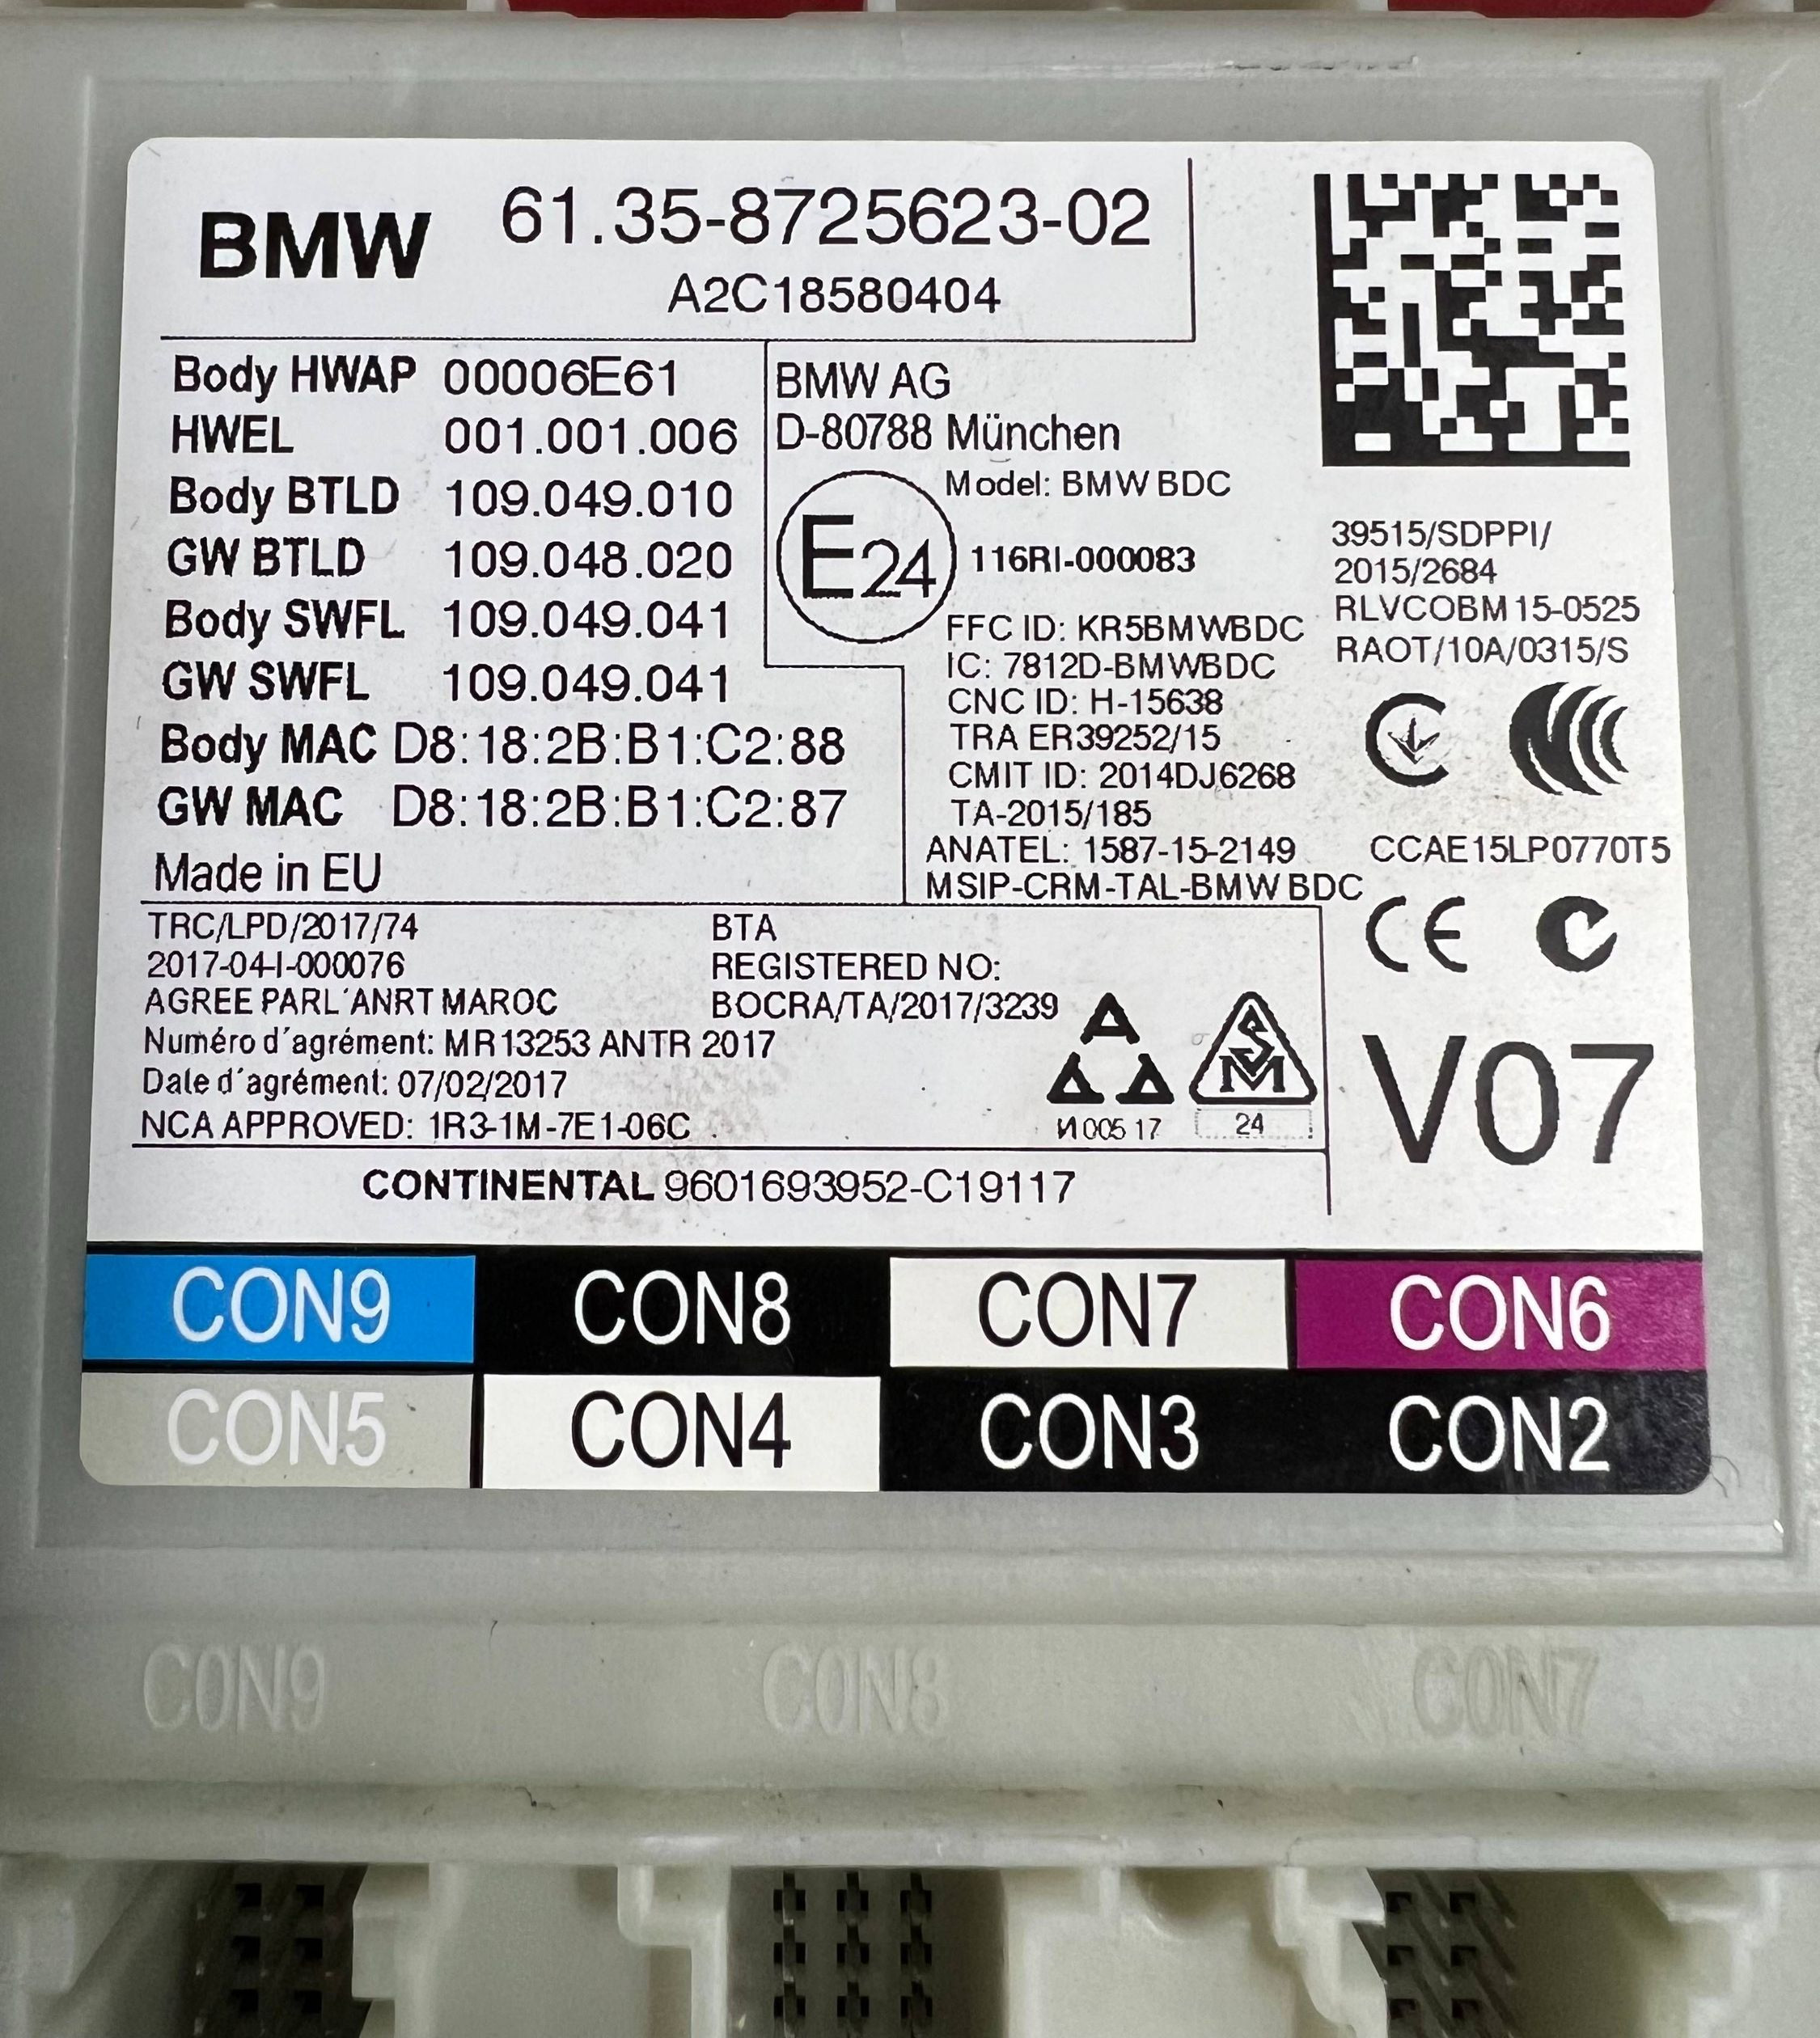 BMW 61.35-8725623-02
A2C18580404
Body HWAP 00006E61
HWEL 001.001.006
Body BTLD 109.049.010
GW BTLD 109.048.020
Body SWFL 109.049.041
GW SWFL 109.049.041
Body MAC D8:18:2B:B1:C2:88
GW MAC D8:18:2B:B1:C2:87
Made in EU
BMW AG
D-80788 München
Model: BMW BDC
E24
116RI-000083
FFC ID: KR5BMWBDC
IC: 7812D-BMWBDC
CNC ID: H-15638
TRA ER39252/15
CMIT ID: 2014DJ6268
TA-2015/185
ANATEL: 1587-15-2149
MSIP-CRM-TAL-BMW BDC
39515/SDPPI/
2015/2684
RLVCOBM15-0525
RAOT/10A/0315/S
CCAE15LP0770T5
CE
TRC/LPD/2017/74
2017-04-I-000076
AGREE PARL´ANRT MAROC
Numéro d´agrément: MR13253 ANTR 2017
Date d´agrément: 07/02/2017
NCA APPROVED: 1R3-1M-7E1-06C
BTA
REGISTERED NO:
BOCRA/TA/2017/3239
И005 17
SM
24
V07
CONTINENTAL 9601693952-C19117
CON9 CON8 CON7 CON6
CON5 CON4 CON3 CON2
CON9 CON8 CON7